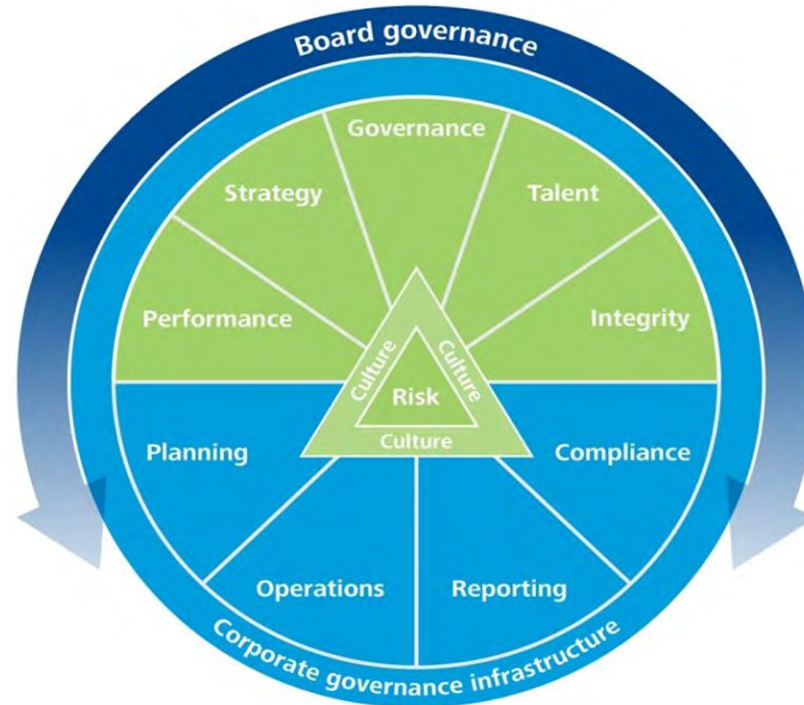 Board governance
Governance
Strategy
Talent
Performance
Integrity
Culture
Culture
Risk
Culture
Planning
Compliance
Operations
Reporting
Corporate governance infrastructure